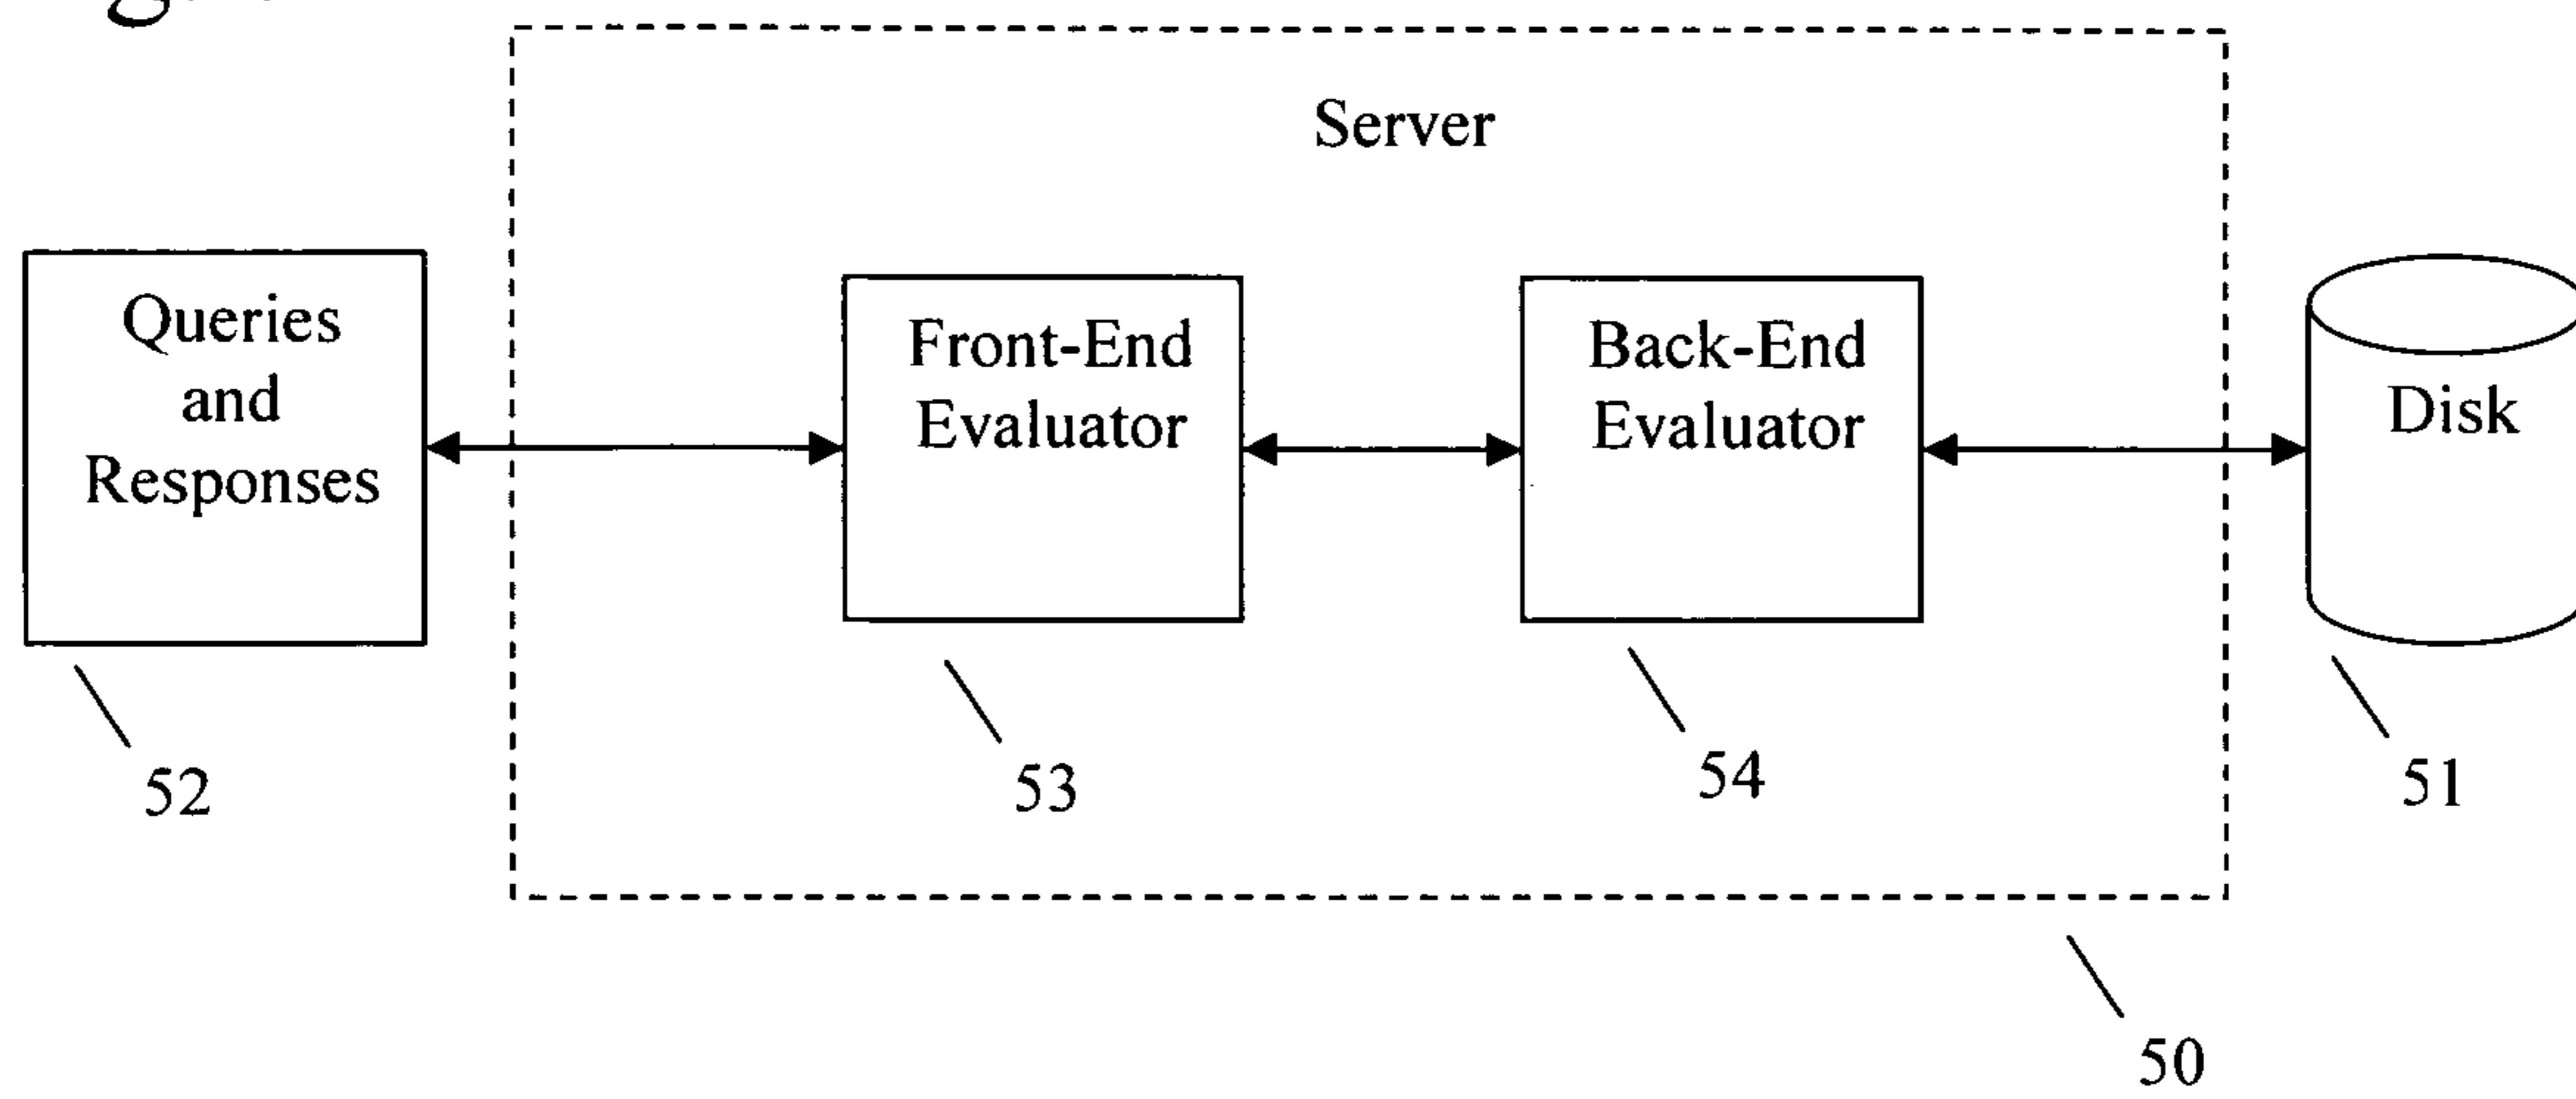 Server
Queries
and
Responses
Front-End
Evaluator
Back-End
Evaluator
Disk
52
53
54
51
50